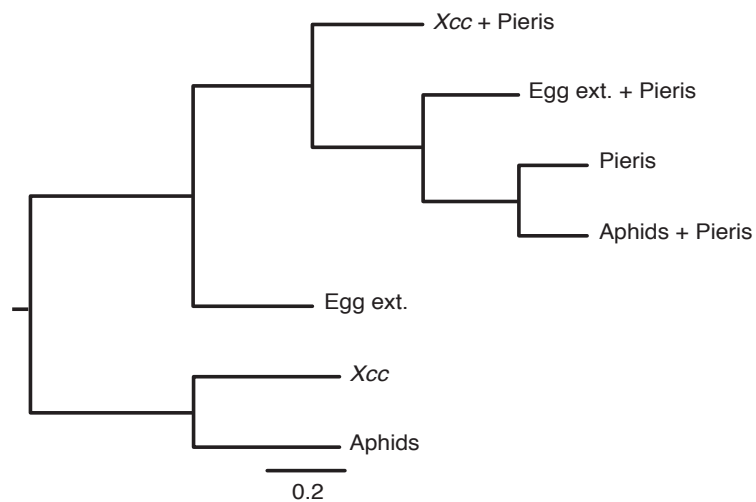 Xcc + Pieris
Egg ext. + Pieris
Pieris
Aphids + Pieris
Egg ext.
Xcc
Aphids
0.2